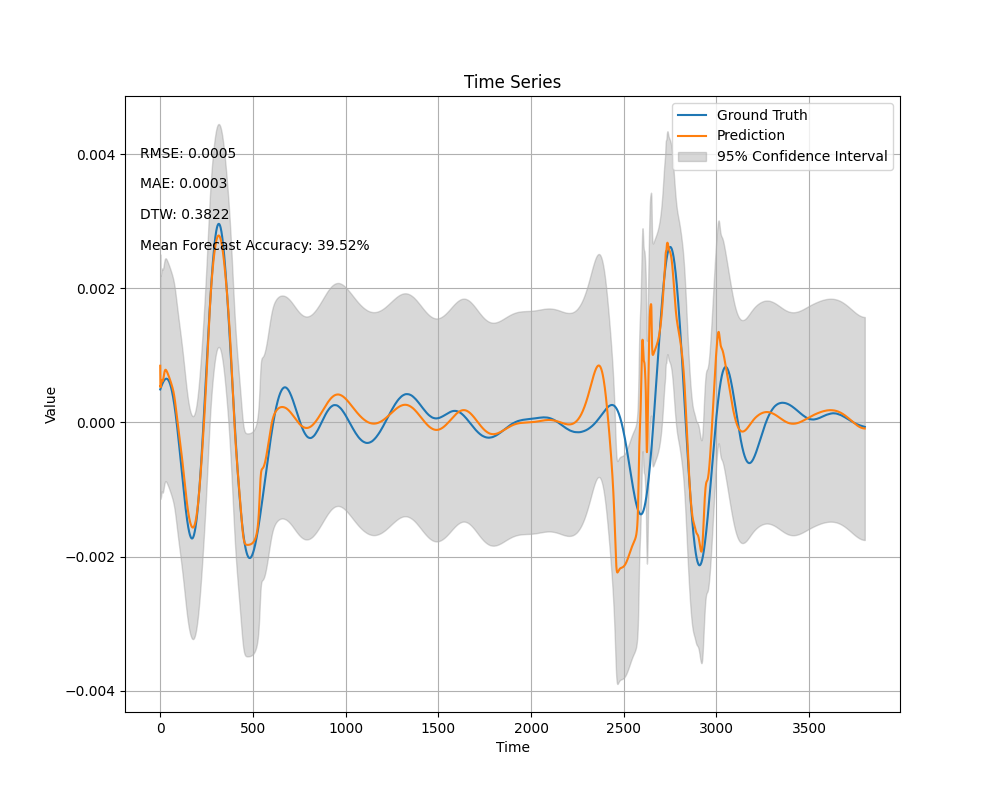 Time Series
Ground Truth
Prediction
95% Confidence Interval
RMSE: 0.0005
MAE: 0.0003
DTW: 0.3822
Mean Forecast Accuracy: 39.52%
Value
0.004
0.002
0.000
−0.002
−0.004
0 500 1000 1500 2000 2500 3000 3500
Time